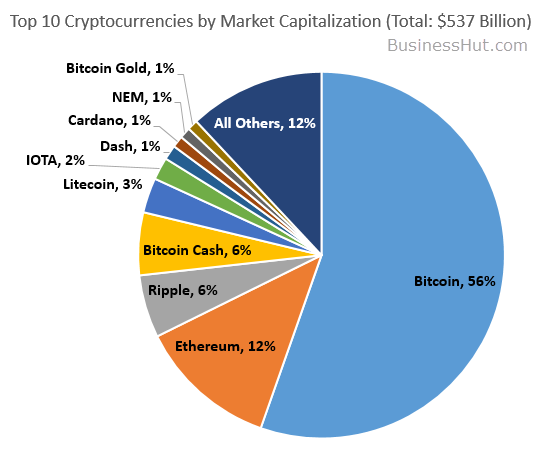 Top 10 Cryptocurrencies by Market Capitalization (Total: $537 Billion)
BusinessHut.com
Bitcoin Gold, 1%
NEM, 1%
Cardano, 1%
Dash, 1%
IOTA, 2%
Litecoin, 3%
All Others, 12%
Bitcoin Cash, 6%
Ripple, 6%
Ethereum, 12%
Bitcoin, 56%